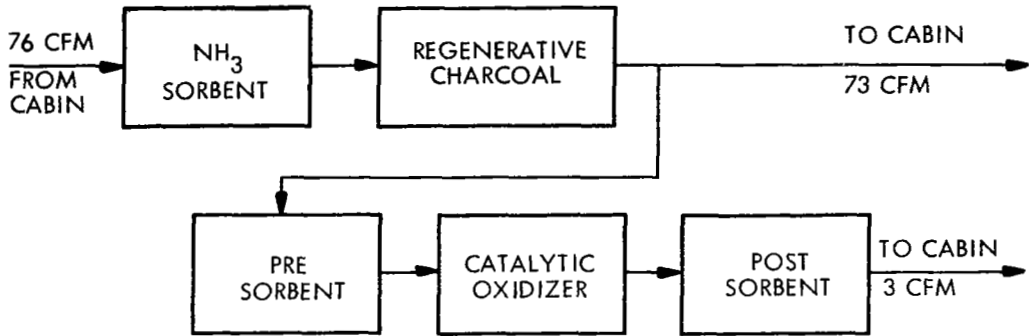 76 CFM
FROM
CABIN
NH3
SORBENT
REGENERATIVE
CHARCOAL
TO CABIN
73 CFM
PRE
SORBENT
CATALYTIC
OXIDIZER
POST
SORBENT
TO CABIN
3 CFM